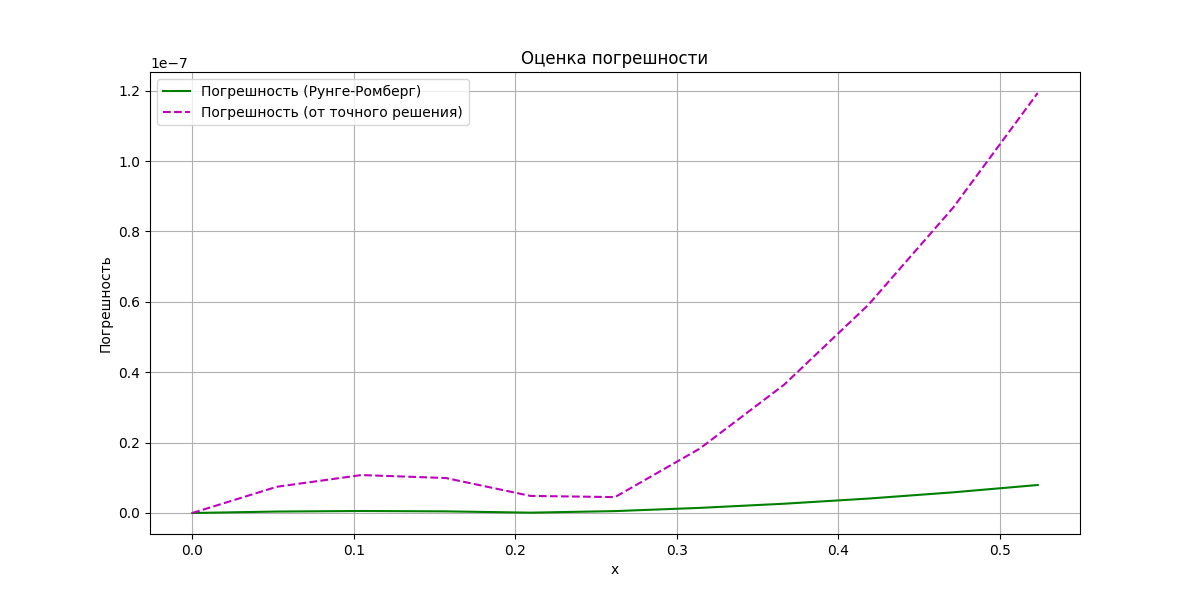 Оценка погрешности
1e−7
Погрешность (Рунге-Ромберг)
Погрешность (от точного решения)
1.2
1.0
0.8
0.6
0.4
0.2
0.0
Погрешность
0.0 0.1 0.2 0.3 0.4 0.5
x